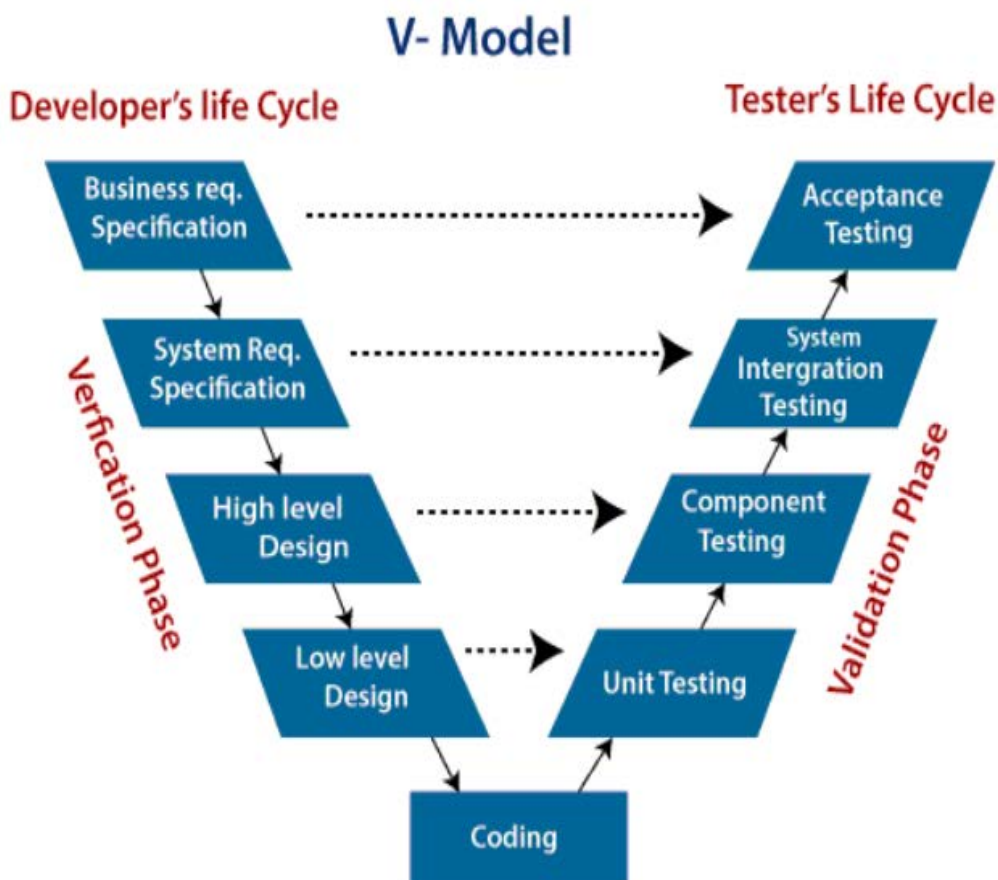 V- Model
Developer's life Cycle
Tester's Life Cycle
Business req.
Specification
Acceptance
Testing
System Req.
Specification
System
Intergration
Testing
Verfication Phase
High level
Design
Component
Testing
Validation Phase
Low level
Design
Unit Testing
Coding